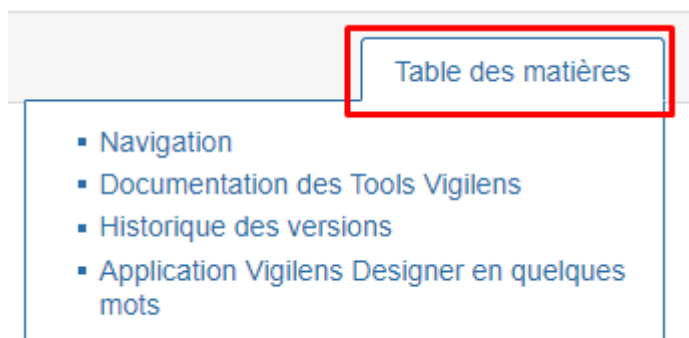 Table des matières
Navigation
Documentation des Tools Vigilens
Historique des versions
Application Vigilens Designer en quelques
mots